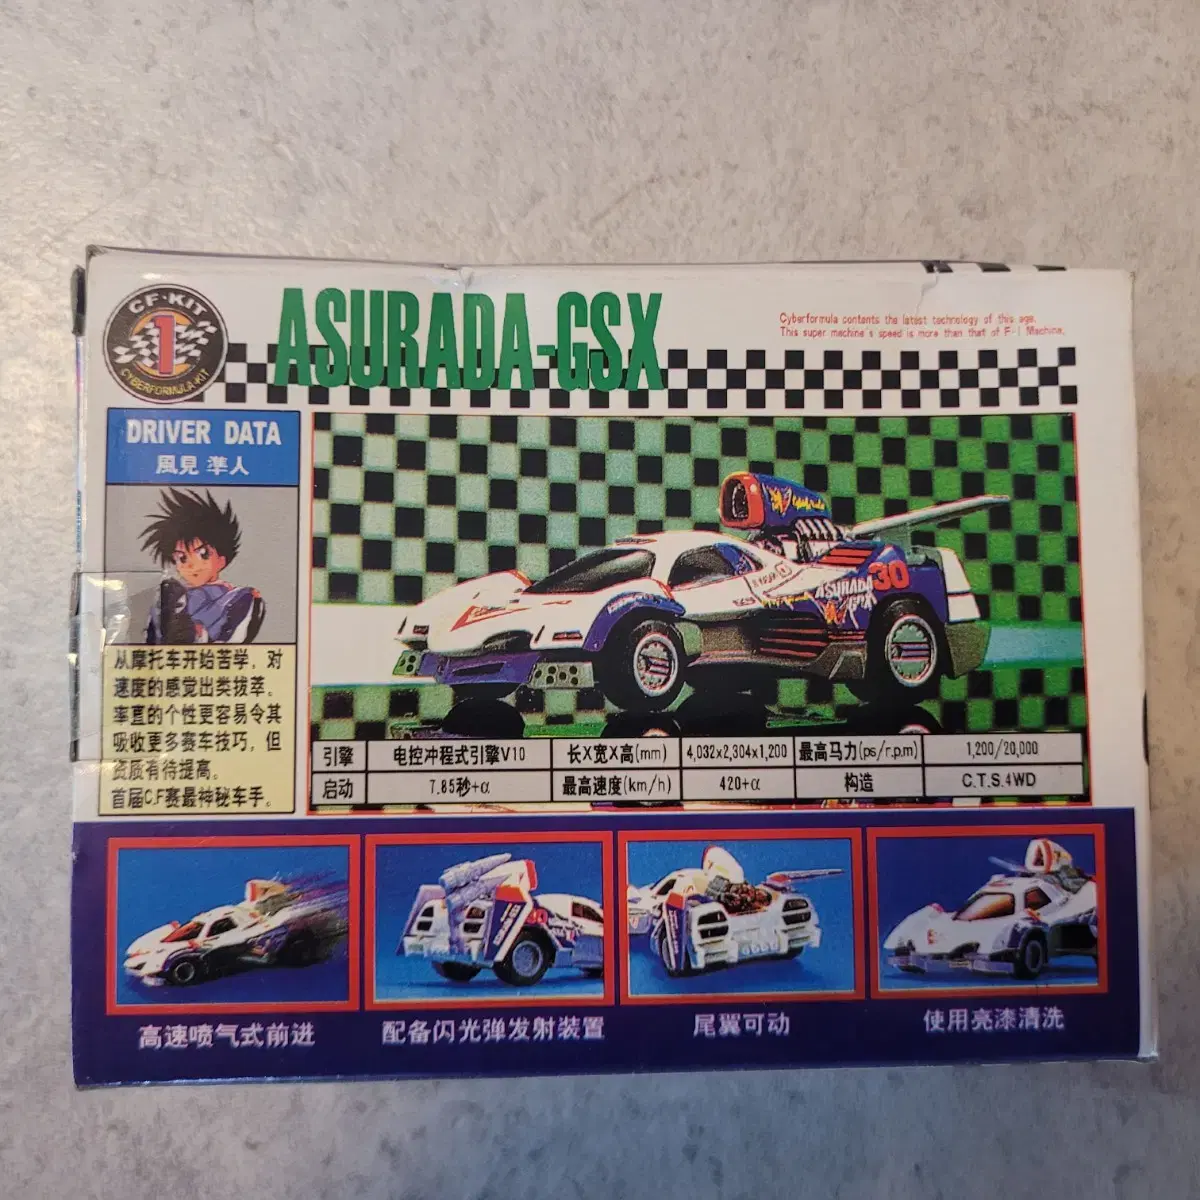 CF·KIT
1
CYBERFORMULA·KIT
ASURADA-GSX
Cyberformula contents the latest technology of this age.
This super machine's speed is more than that of F-1 Machine.
DRIVER DATA
風見 準人
从摩托车开始苦学，对
速度的感觉出类拔萃。
率直的个性更容易令其
吸收更多赛车技巧，但
资质有待提高。
首届C.F赛最神秘车手。
ASURADA
GSX
30
引擎 电控冲程式引擎V10 长X宽X高(mm) 4,032x2,304x1,200 最高马力(ps/r.p.m) 1,200/20,000
启动 7.85秒+α 最高速度(km/h) 420+α 构造 C.T.S.4WD
高速喷气式前进
配备闪光弹发射装置
尾翼可动
使用亮漆清洗